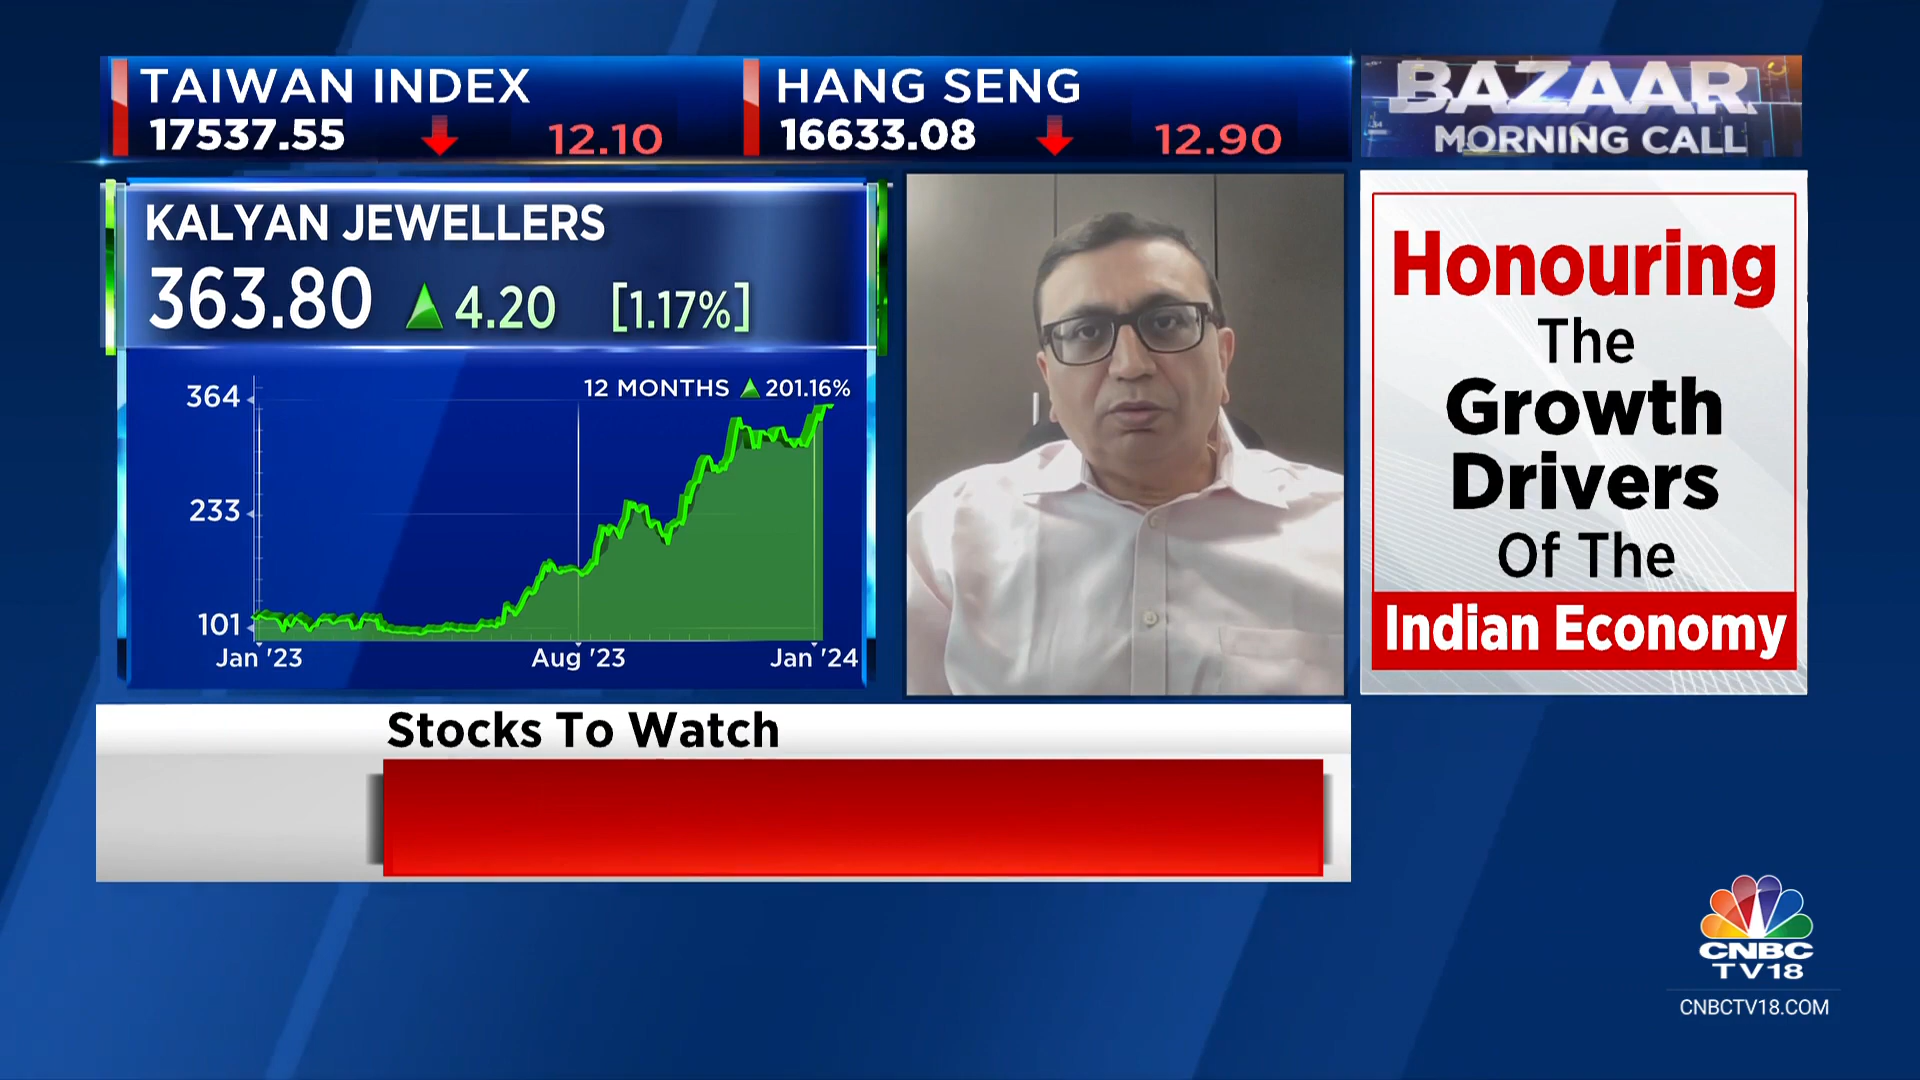 TAIWAN INDEX
17537.55 12.10
HANG SENG
16633.08 12.90
BAZAAR
MORNING CALL
KALYAN JEWELLERS
363.80 4.20 [1.17%]
12 MONTHS 201.16%
364
233
101
Jan '23 Aug '23 Jan '24
Honouring
The
Growth
Drivers
Of The
Indian Economy
Stocks To Watch
CNBC
TV18
CNBCTV18.COM